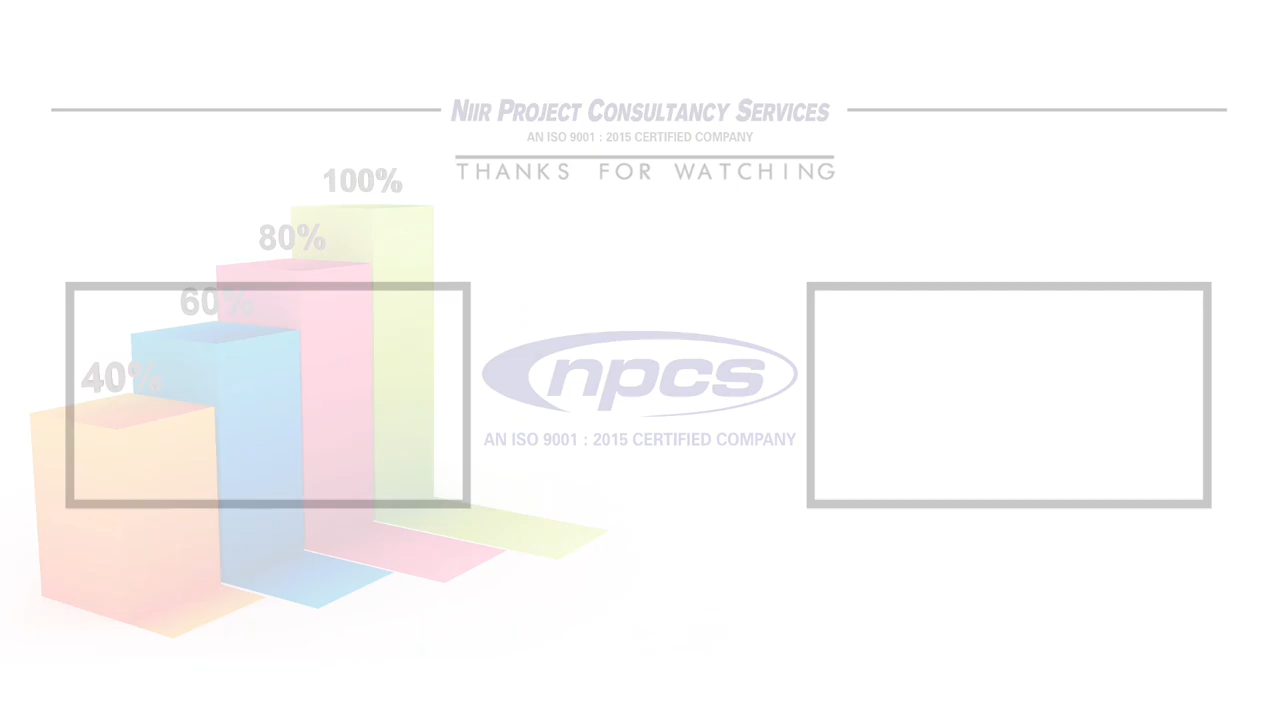 NIIR PROJECT CONSULTANCY SERVICES
AN ISO 9001 : 2015 CERTIFIED COMPANY
THANKS FOR WATCHING
100%
80%
60%
40%
npcs
AN ISO 9001 : 2015 CERTIFIED COMPANY